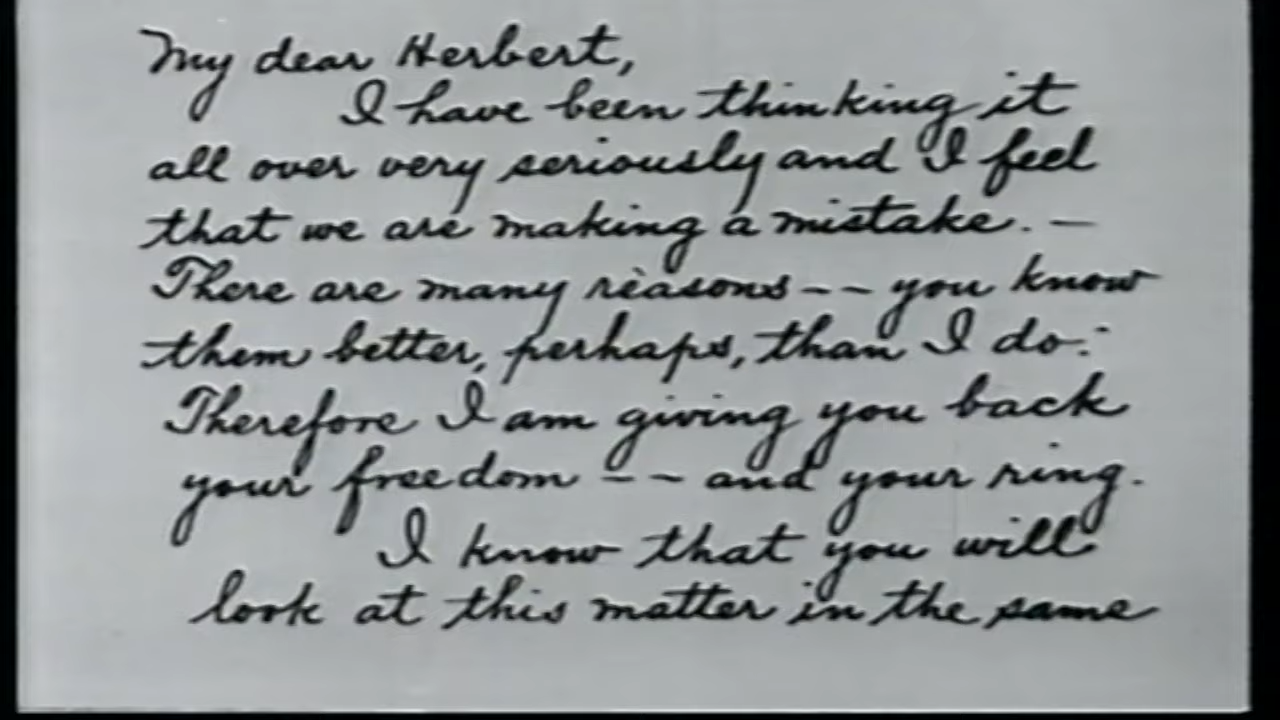 My dear Herbert,
I have been thinking it
all over very seriously and I feel
that we are making a mistake. —
There are many reasons -- you know
them better, perhaps, than I do.
Therefore I am giving you back
your freedom -- and your ring.
I know that you will
look at this matter in the same